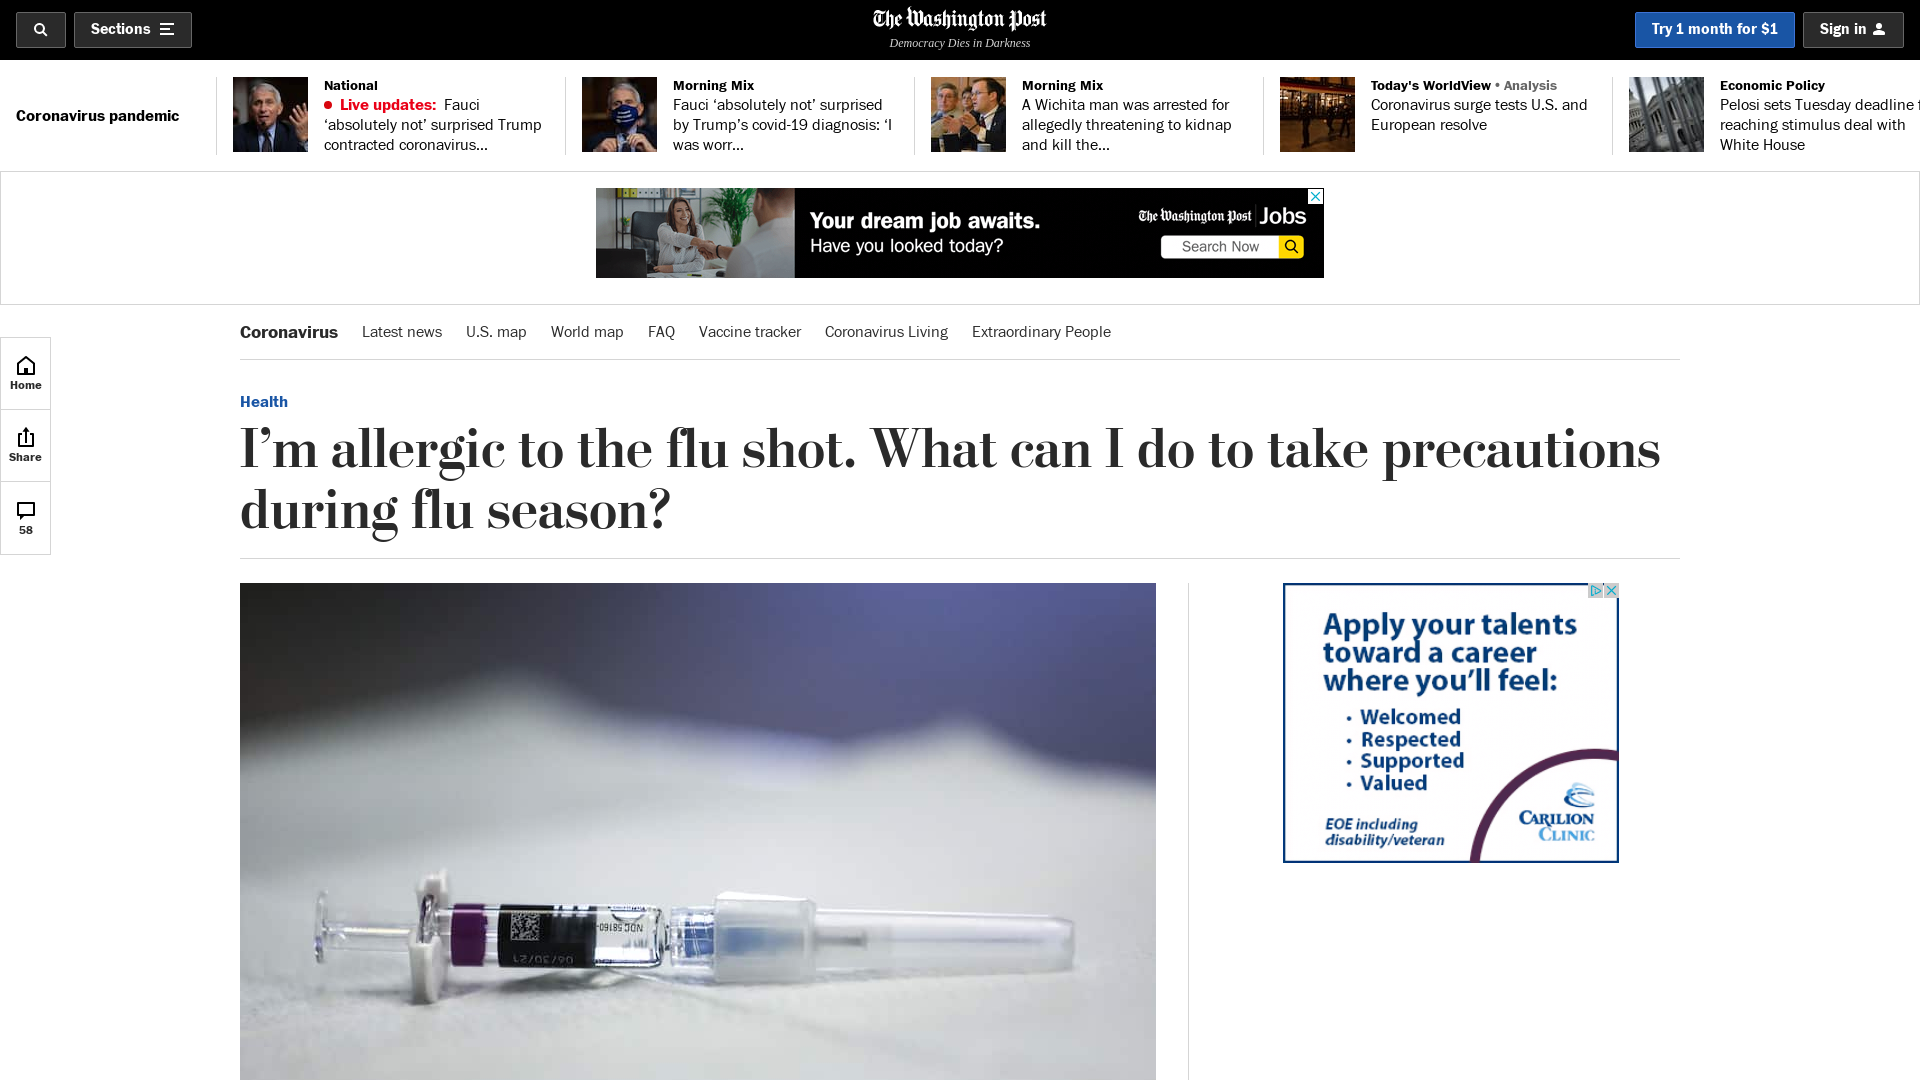 Sections
The Washington Post
Democracy Dies in Darkness
Try 1 month for $1
Sign in
Coronavirus pandemic
National
Live updates: Fauci
‘absolutely not’ surprised Trump
contracted coronavirus...
Morning Mix
Fauci ‘absolutely not’ surprised
by Trump’s covid-19 diagnosis: ‘I
was worr...
Morning Mix
A Wichita man was arrested for
allegedly threatening to kidnap
and kill the...
Today's WorldView • Analysis
Coronavirus surge tests U.S. and
European resolve
Economic Policy
Pelosi sets Tuesday deadline f
reaching stimulus deal with
White House
Your dream job awaits.
Have you looked today?
The Washington Post Jobs
Search Now
Coronavirus
Latest news
U.S. map
World map
FAQ
Vaccine tracker
Coronavirus Living
Extraordinary People
Home
Share
58
Health
I’m allergic to the flu shot. What can I do to take precautions
during flu season?
NDC 58160-
06/30/21
Apply your talents
toward a career
where you’ll feel:
• Welcomed
• Respected
• Supported
• Valued
EOE including
disability/veteran
CARILION
CLINIC